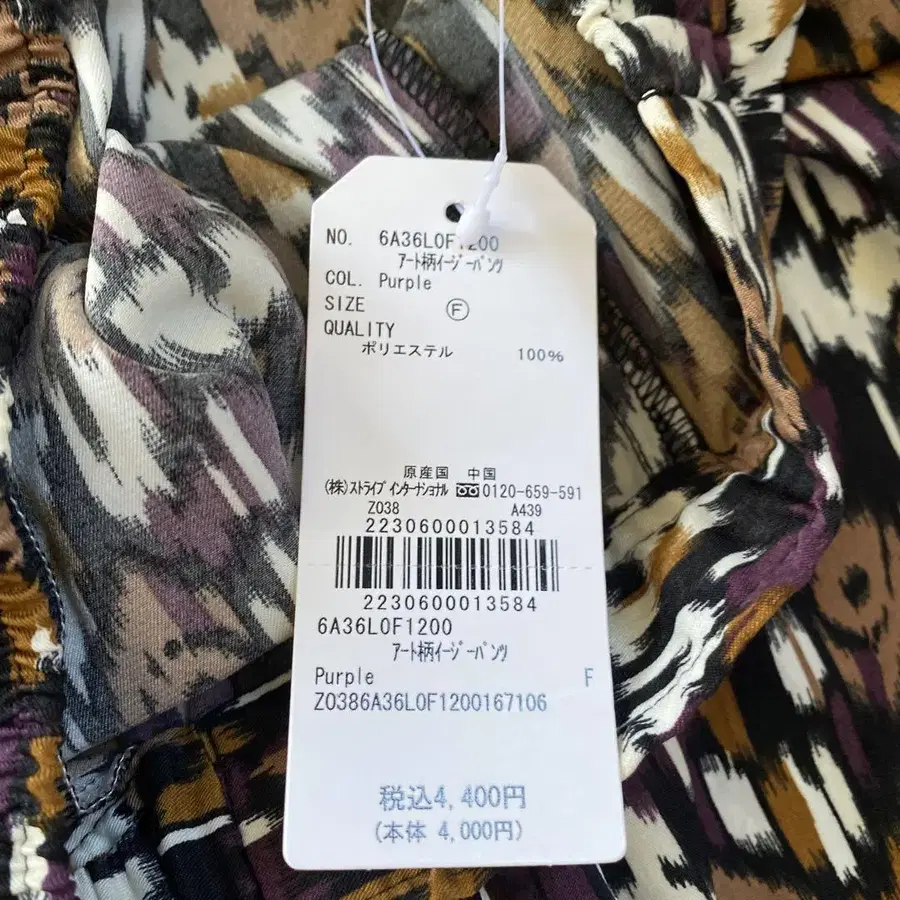 NO. 6A36L0F1200
ｱｰﾄ柄ｲｰｼﾞｰﾊﾟﾝﾂ
COL. Purple
SIZE Ⓕ
QUALITY
ポリエステル 100%
原産国 中国
(株)ｽﾄﾗｲﾌﾟ ｲﾝﾀｰﾅｼｮﾅﾙ 0120-659-591
Z038 A439
2230600013584
2230600013584
6A36L0F1200
ｱｰﾄ柄ｲｰｼﾞｰﾊﾟﾝﾂ
Purple F
Z0386A36L0F1200167106
税込4,400円
(本体 4,000円)